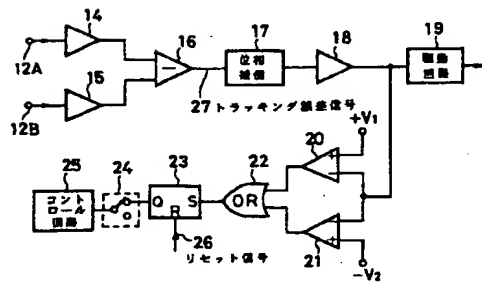 14
16
17
18
19
12A
位相
補償
駆動
回路
15
27 トラッキング誤差信号
12B
+V1
20
25
24
23
22
コント
ロール
回路
Q
S
R
OR
26
リセット信号
21
-V2